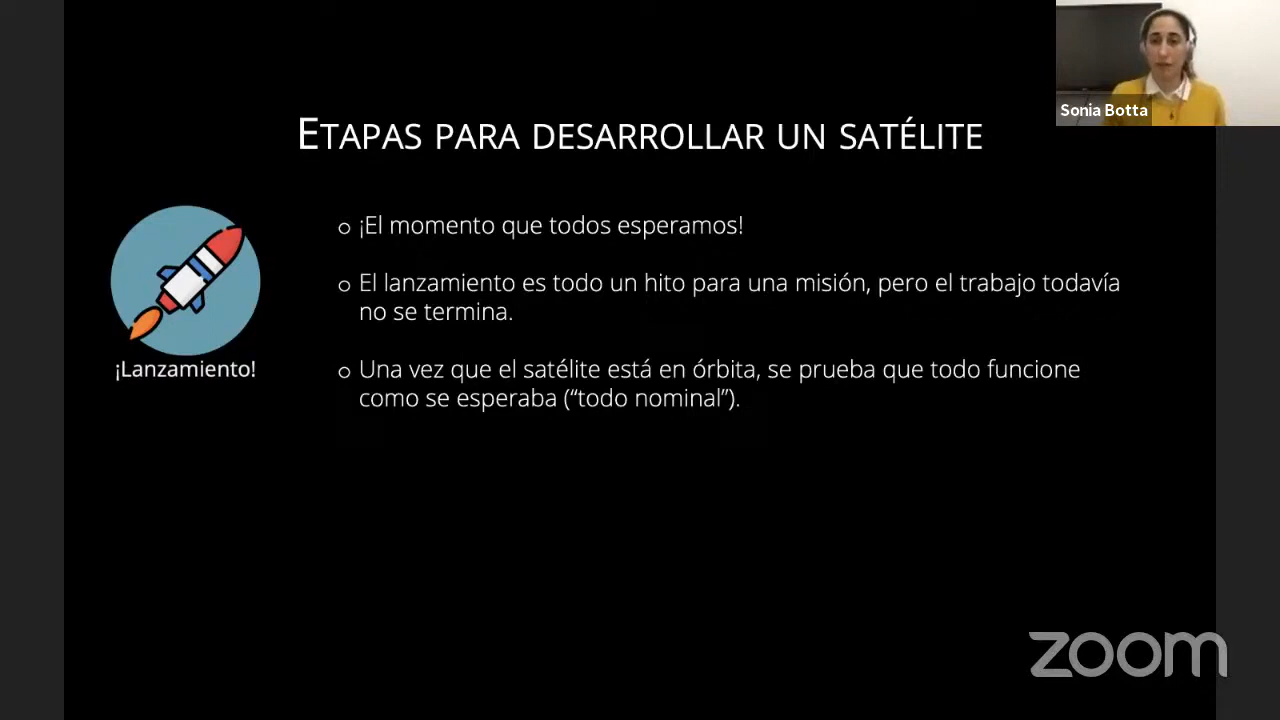 Sonia Botta
ETAPAS PARA DESARROLLAR UN SATÉLITE
¡Lanzamiento!
o ¡El momento que todos esperamos!
o El lanzamiento es todo un hito para una misión, pero el trabajo todavía
no se termina.
o Una vez que el satélite está en órbita, se prueba que todo funcione
como se esperaba (“todo nominal”).
zoom